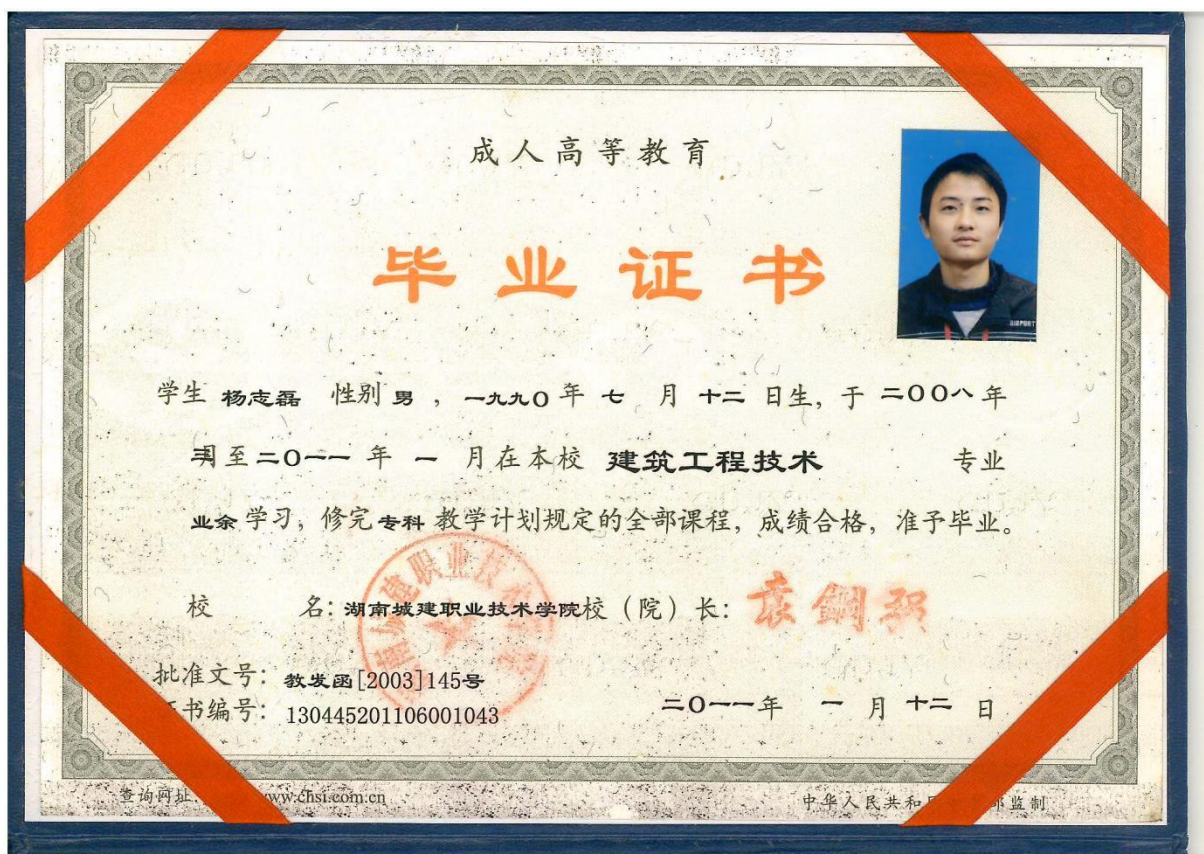 成人高等教育
毕业证书
AIRPORT
学生 杨志磊 性别 男 ，一九九〇年 七 月 十二 日生，于 二〇〇八年
月至二〇一一 年 一 月在本校 建筑工程技术 专业
业余 学习，修完 专科 教学计划规定的全部课程，成绩合格，准予毕业。
校 名：湖南城建职业技术学院校（院）长：
批准文号：教发函[2003]145号
书编号：130445201106001043
二〇一一年 一 月 十二 日
查询网址 www.chsi.com.cn
中华人民共和 监制